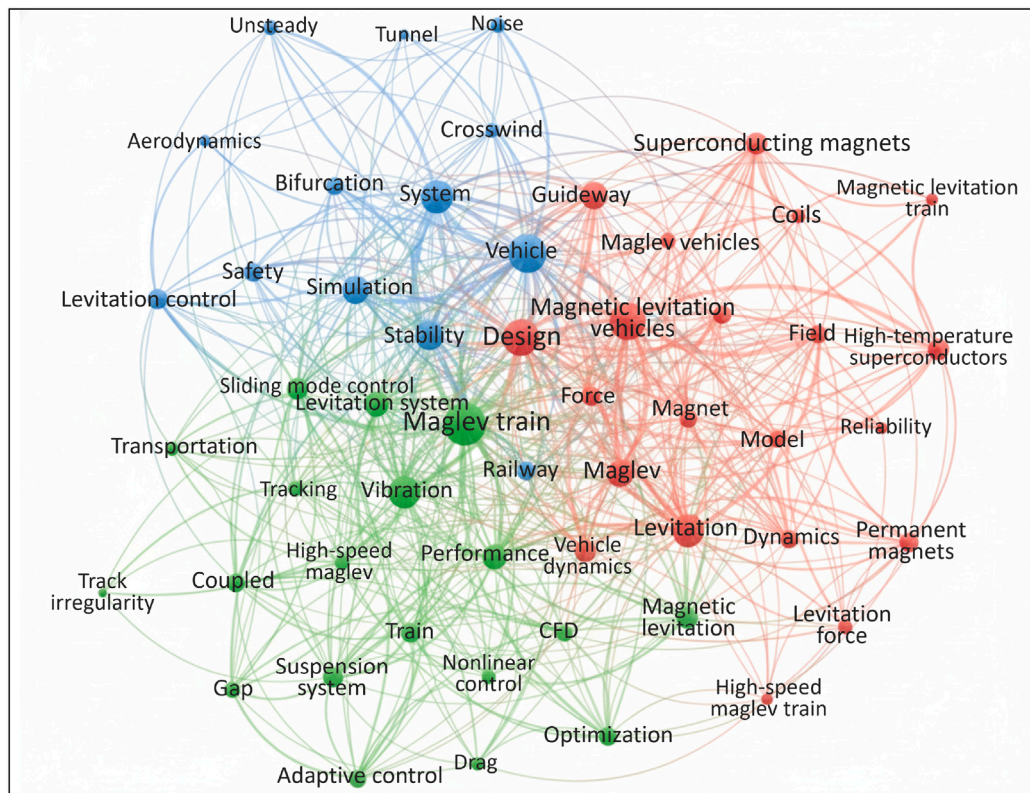 Unsteady
Tunnel
Noise
Aerodynamics
Crosswind
Superconducting magnets
Bifurcation
System
Guideway
Magnetic levitation
train
Coils
Maglev vehicles
Vehicle
Safety
Simulation
Levitation control
Magnetic levitation
vehicles
Stability
Design
Field
High-temperature
superconductors
Sliding mode control
Levitation system
Force
Magnet
Maglev train
Reliability
Model
Transportation
Railway
Maglev
Tracking
Vibration
Levitation
Dynamics
Permanent
magnets
High-speed
maglev
Performance
Vehicle
dynamics
Track
irregularity
Coupled
Magnetic
levitation
Levitation
force
Train
CFD
Suspension
system
Nonlinear
control
Gap
High-speed
maglev train
Optimization
Drag
Adaptive control